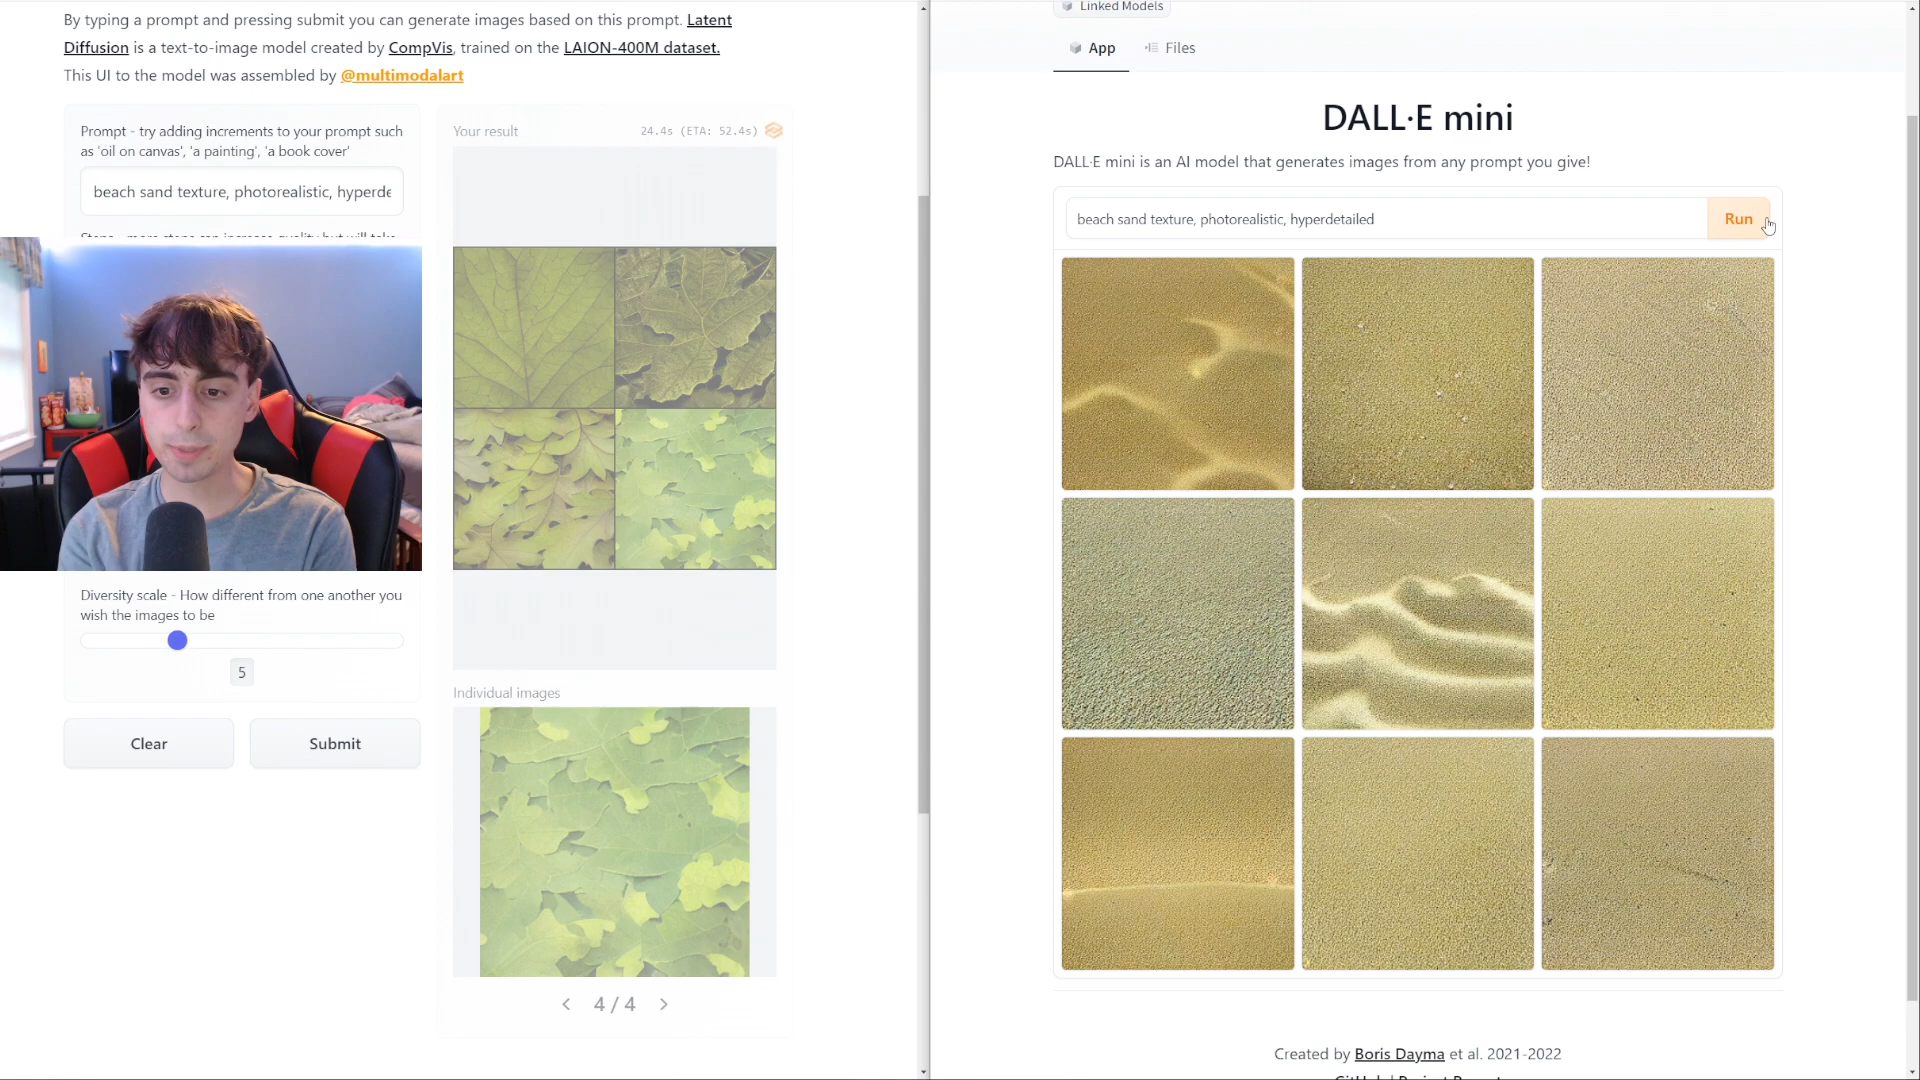 By typing a prompt and pressing submit you can generate images based on this prompt. Latent
Diffusion is a text-to-image model created by CompVis, trained on the LAION-400M dataset.
This UI to the model was assembled by @multimodalart
Prompt - try adding increments to your prompt such
as 'oil on canvas', 'a painting', 'a book cover'
beach sand texture, photorealistic, hyperde
Your result
24.4s (ETA: 52.4s)
Diversity scale - How different from one another you
wish the images to be
5
Clear
Submit
Individual images
4 / 4
Linked Models
App
Files
DALL·E mini
DALL·E mini is an AI model that generates images from any prompt you give!
beach sand texture, photorealistic, hyperdetailed
Run
Created by Boris Dayma et al. 2021-2022